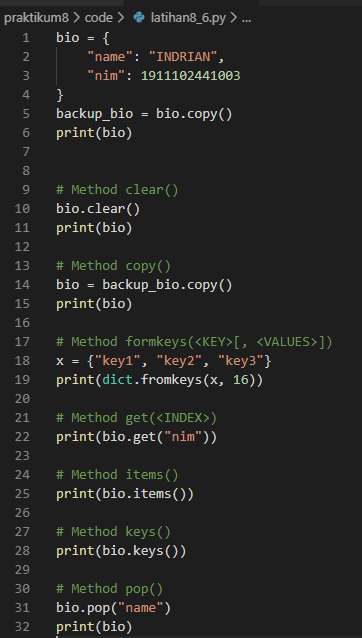 praktikum8 > code > latihan8_6.py > ...
1 bio = {
2     "name": "INDRIAN",
3     "nim": 1911102441003
4 }
5 backup_bio = bio.copy()
6 print(bio)
7
8
9 # Method clear()
10 bio.clear()
11 print(bio)
12
13 # Method copy()
14 bio = backup_bio.copy()
15 print(bio)
16
17 # Method formkeys(<KEY>[, <VALUES>])
18 x = {"key1", "key2", "key3"}
19 print(dict.fromkeys(x, 16))
20
21 # Method get(<INDEX>)
22 print(bio.get("nim"))
23
24 # Method items()
25 print(bio.items())
26
27 # Method keys()
28 print(bio.keys())
29
30 # Method pop()
31 bio.pop("name")
32 print(bio)